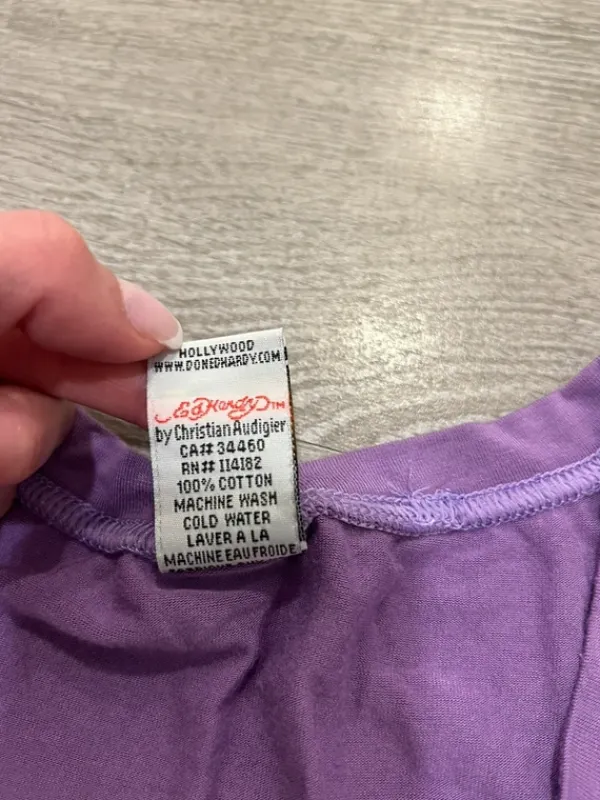 HOLLYWOOD
WWW.DONEDHARDY.COM
Ed Hardy TM
by Christian Audigier
CA# 34460
RN# 114182
100% COTTON
MACHINE WASH
COLD WATER
LAVER A LA
MACHINE EAU FROIDE